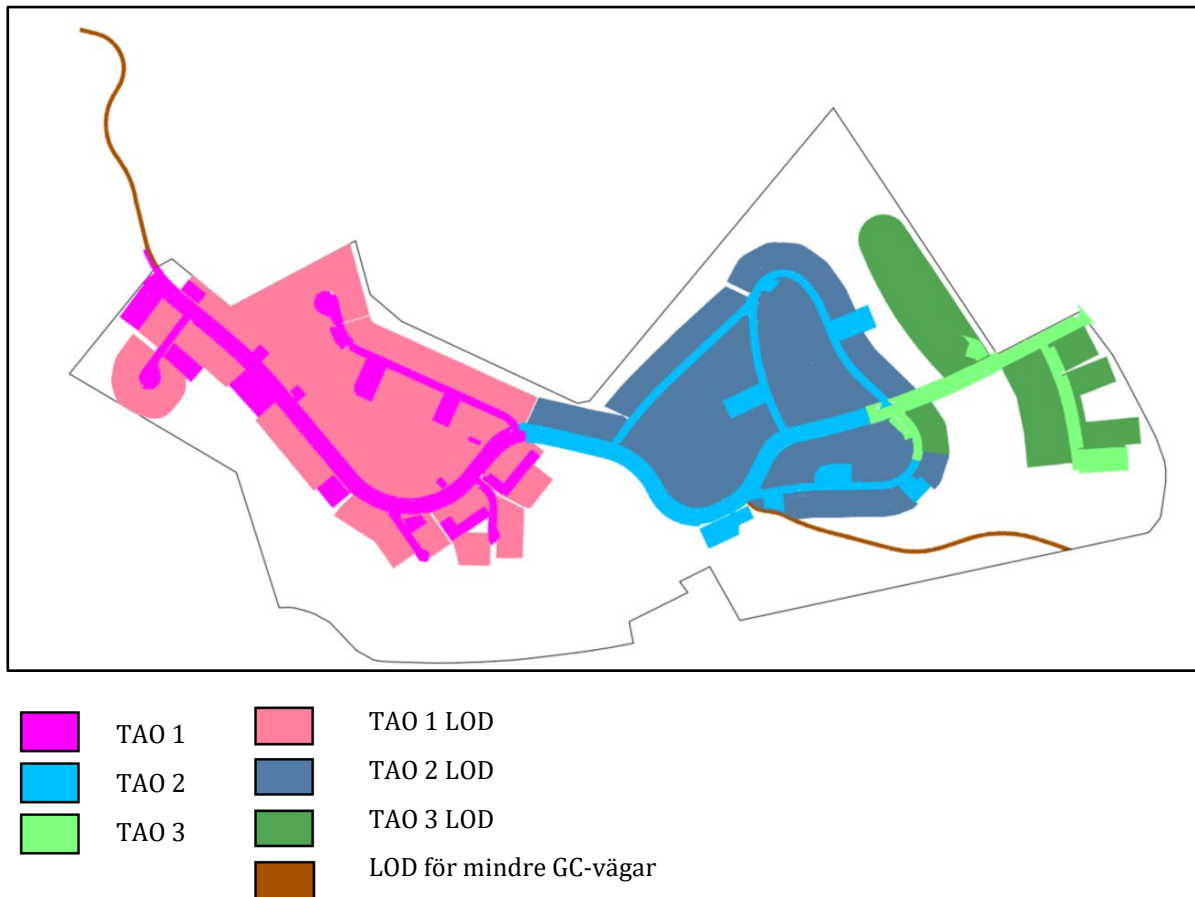 TAO 1
TAO 1 LOD
TAO 2
TAO 2 LOD
TAO 3
TAO 3 LOD
LOD för mindre GC-vägar